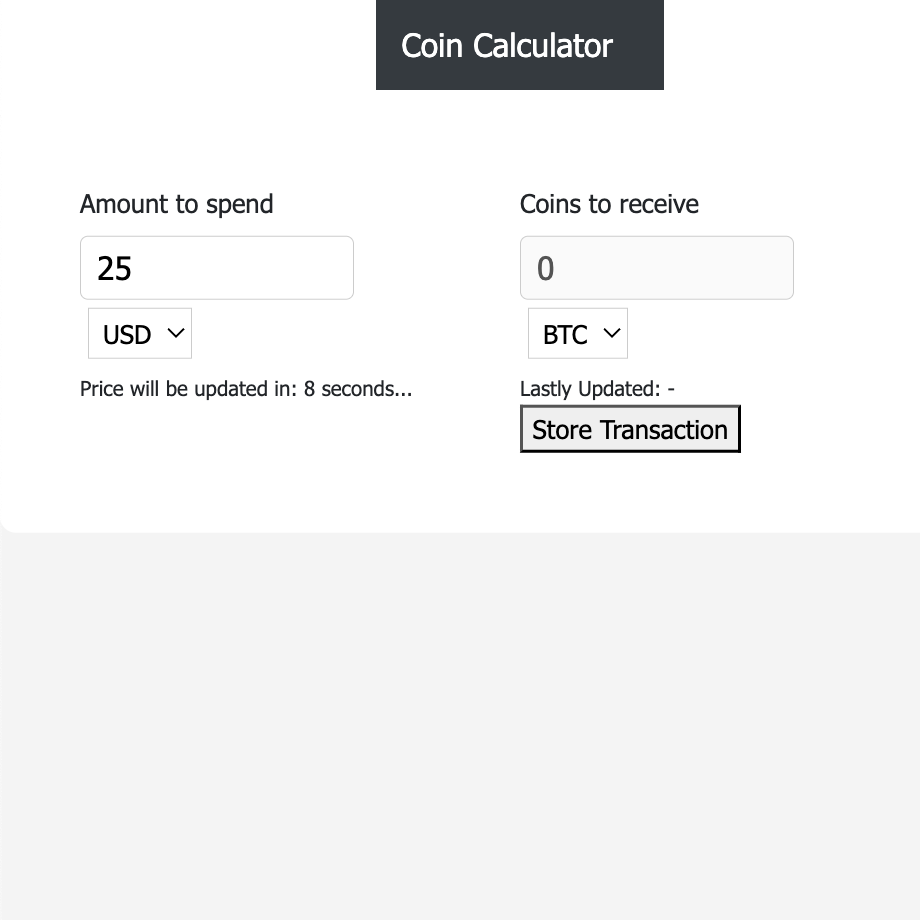 Coin Calculator
Amount to spend
25
USD
Price will be updated in: 8 seconds...
Coins to receive
0
BTC
Lastly Updated: -
Store Transaction